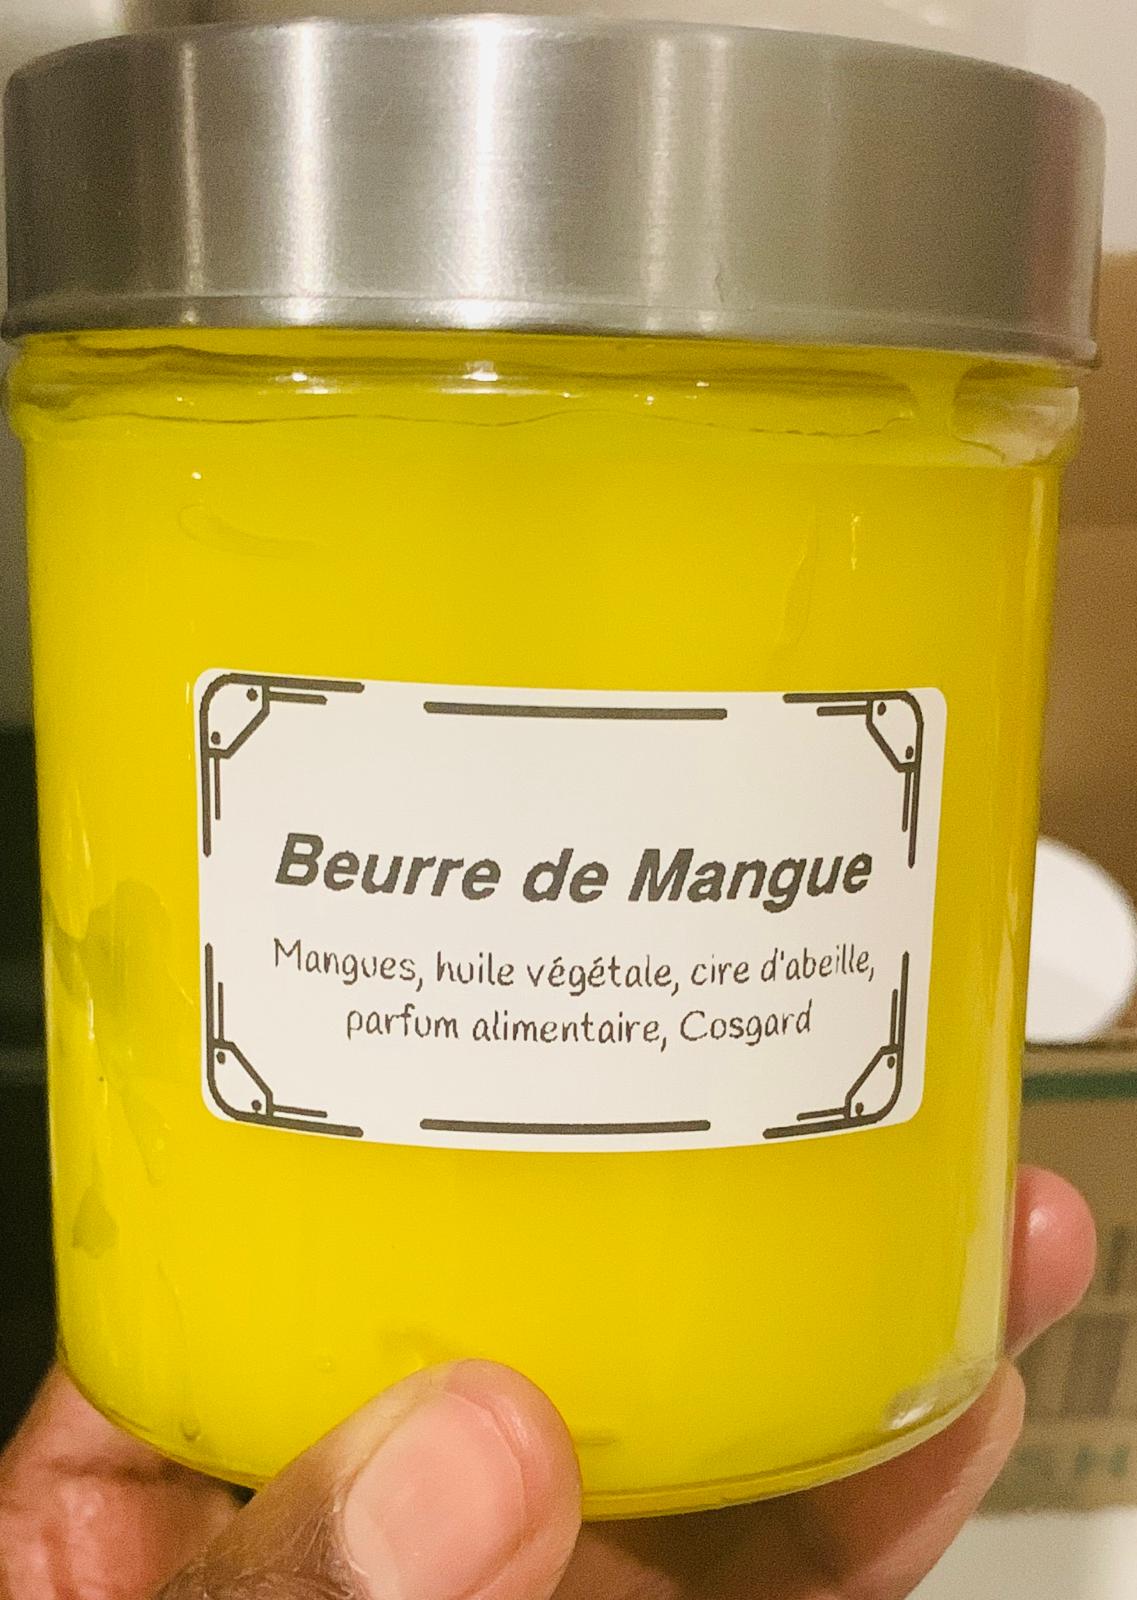 Beurre de Mangue
Mangues, huile végétale, cire d'abeille,
parfum alimentaire, Cosgard